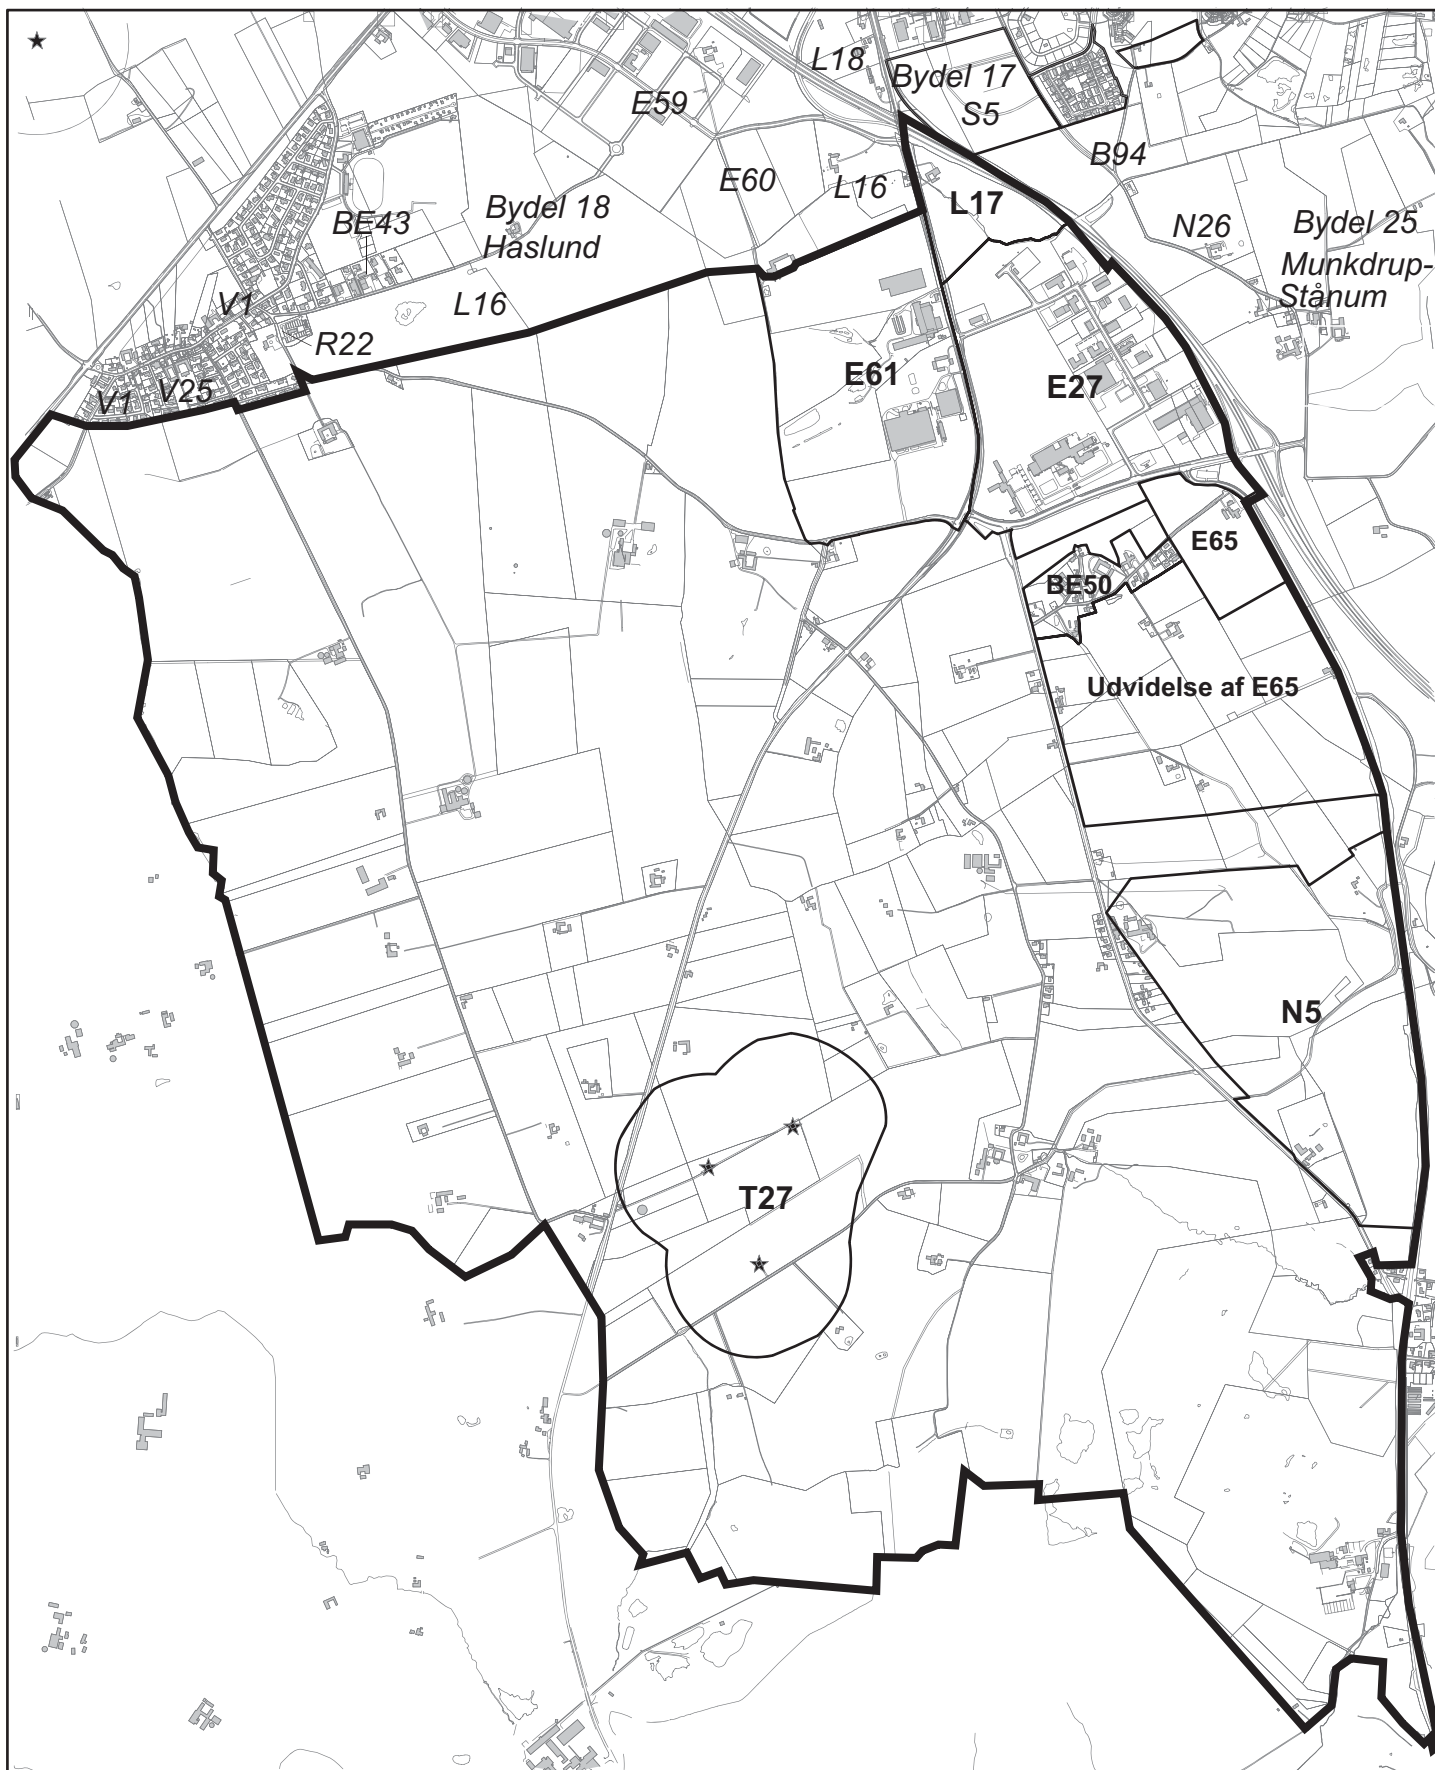 L18
Bydel 17
S5
E59
B94
E60
L16
L17
Bydel 18
Haslund
BE43
N26
Bydel 25
Munkdrup-
Stånum
V1
L16
R22
V1
V25
E61
E27
E65
BE50
Udvidelse af E65
N5
T27